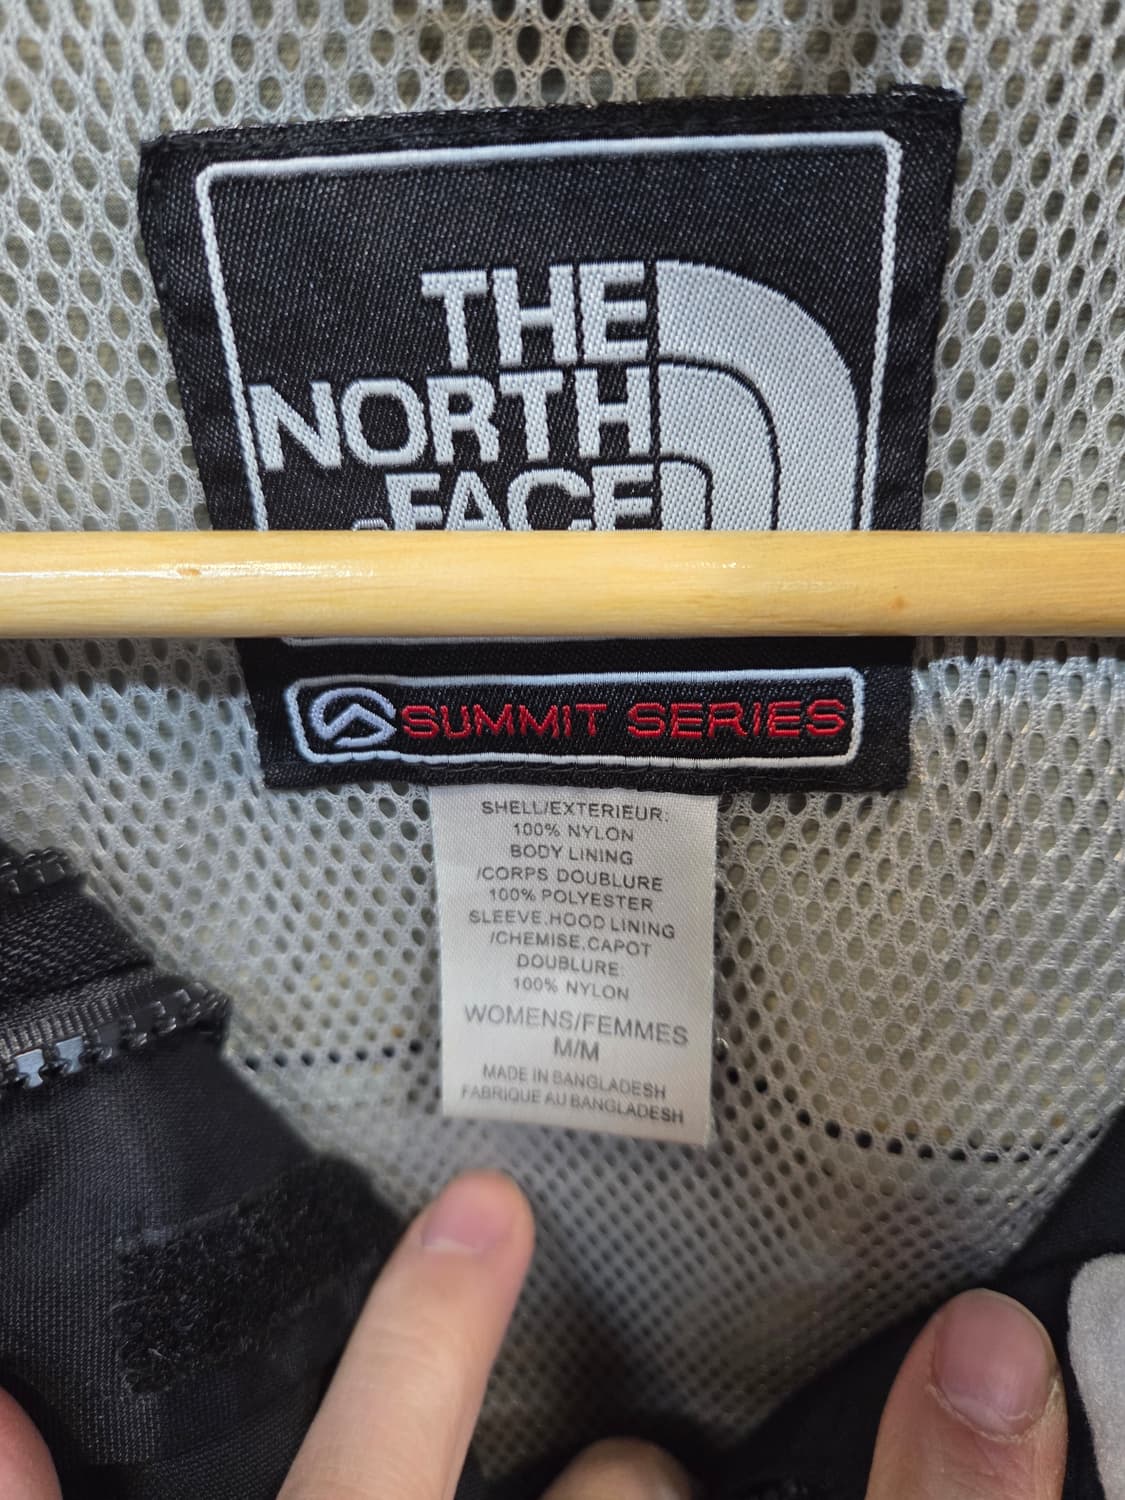 THE
NORTH
FACE
SUMMIT SERIES
SHELL/EXTERIEUR:
100% NYLON
BODY LINING
/CORPS DOUBLURE
100% POLYESTER
SLEEVE,HOOD LINING
/CHEMISE,CAPOT
DOUBLURE:
100% NYLON
WOMENS/FEMMES
M/M
MADE IN BANGLADESH
FABRIQUE AU BANGLADESH